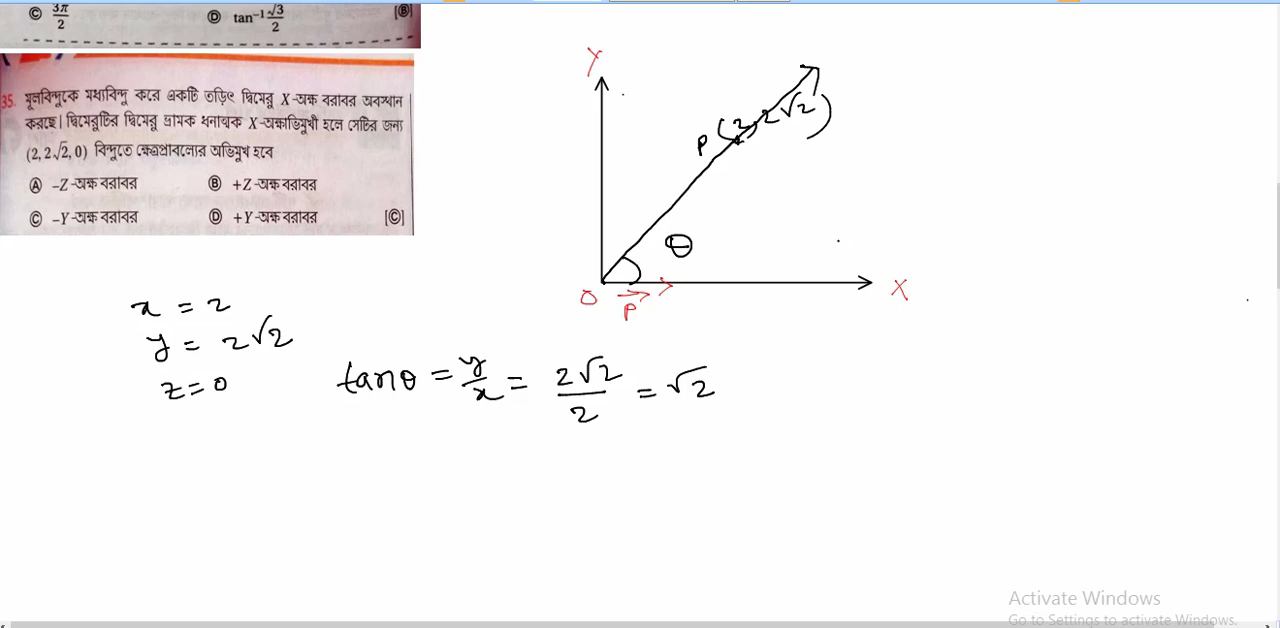 Ⓒ 3π/2 Ⓓ tan⁻¹ √3/2 [Ⓑ]
35. মূলবিন্দুকে মধ্যবিন্দু করে একটি তড়িৎ দ্বিমেরু X-অক্ষ বরাবর অবস্থান
করছে। দ্বিমেরুটির দ্বিমেরু ভ্রামক ধনাত্মক X-অক্ষাভিমুখী হলে সেটির জন্য
(2, 2√2, 0) বিন্দুতে ক্ষেত্রপ্রাবল্যের অভিমুখ হবে
Ⓐ -Z-অক্ষ বরাবর Ⓑ +Z-অক্ষ বরাবর
Ⓒ -Y-অক্ষ বরাবর Ⓓ +Y-অক্ষ বরাবর [Ⓒ]
Y
P (2, 2√2)
θ
O P X
x = 2
y = 2√2
z = 0
tanθ = y/x = 2√2/2 = √2
Activate Windows
Go to Settings to activate Windows.